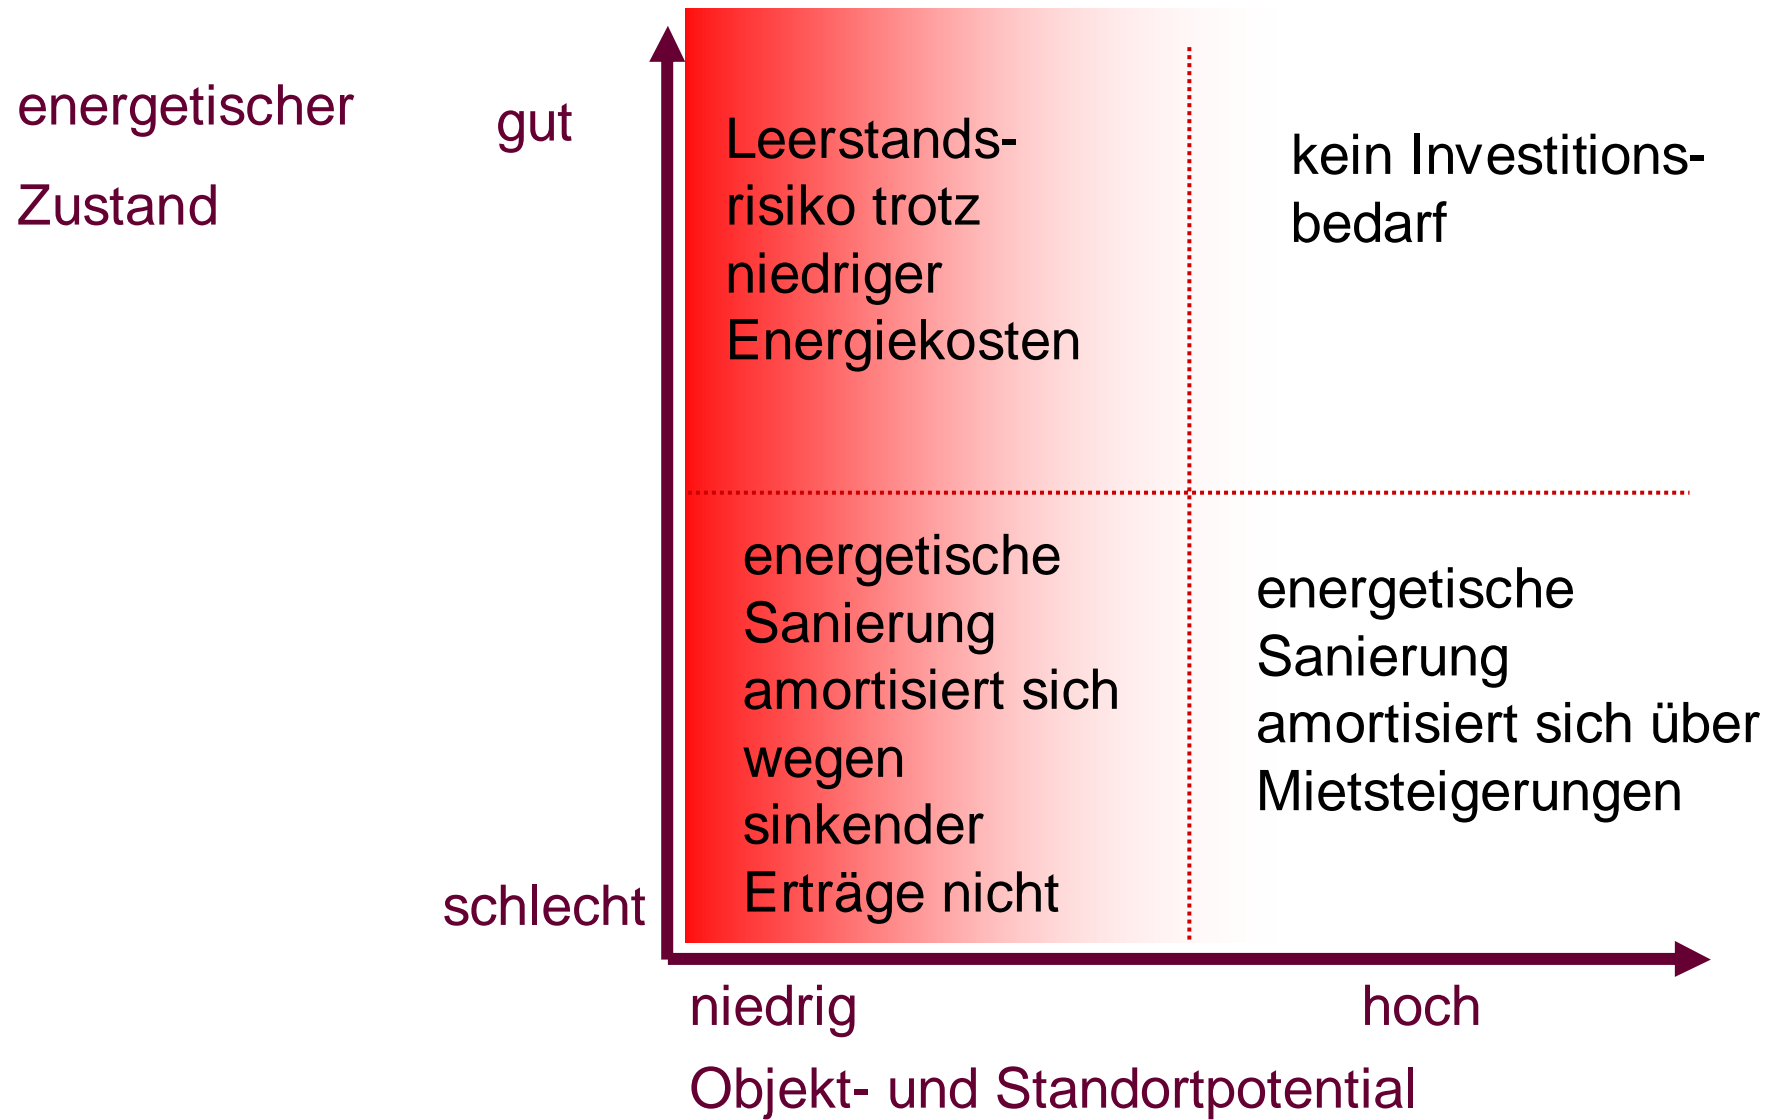 energetischer
Zustand
gut
Leerstands-
risiko trotz
niedriger
Energiekosten
kein Investitions-
bedarf
energetische
Sanierung
amortisiert sich
wegen
sinkender
Erträge nicht
energetische
Sanierung
amortisiert sich über
Mietsteigerungen
schlecht
niedrig
hoch
Objekt- und Standortpotential